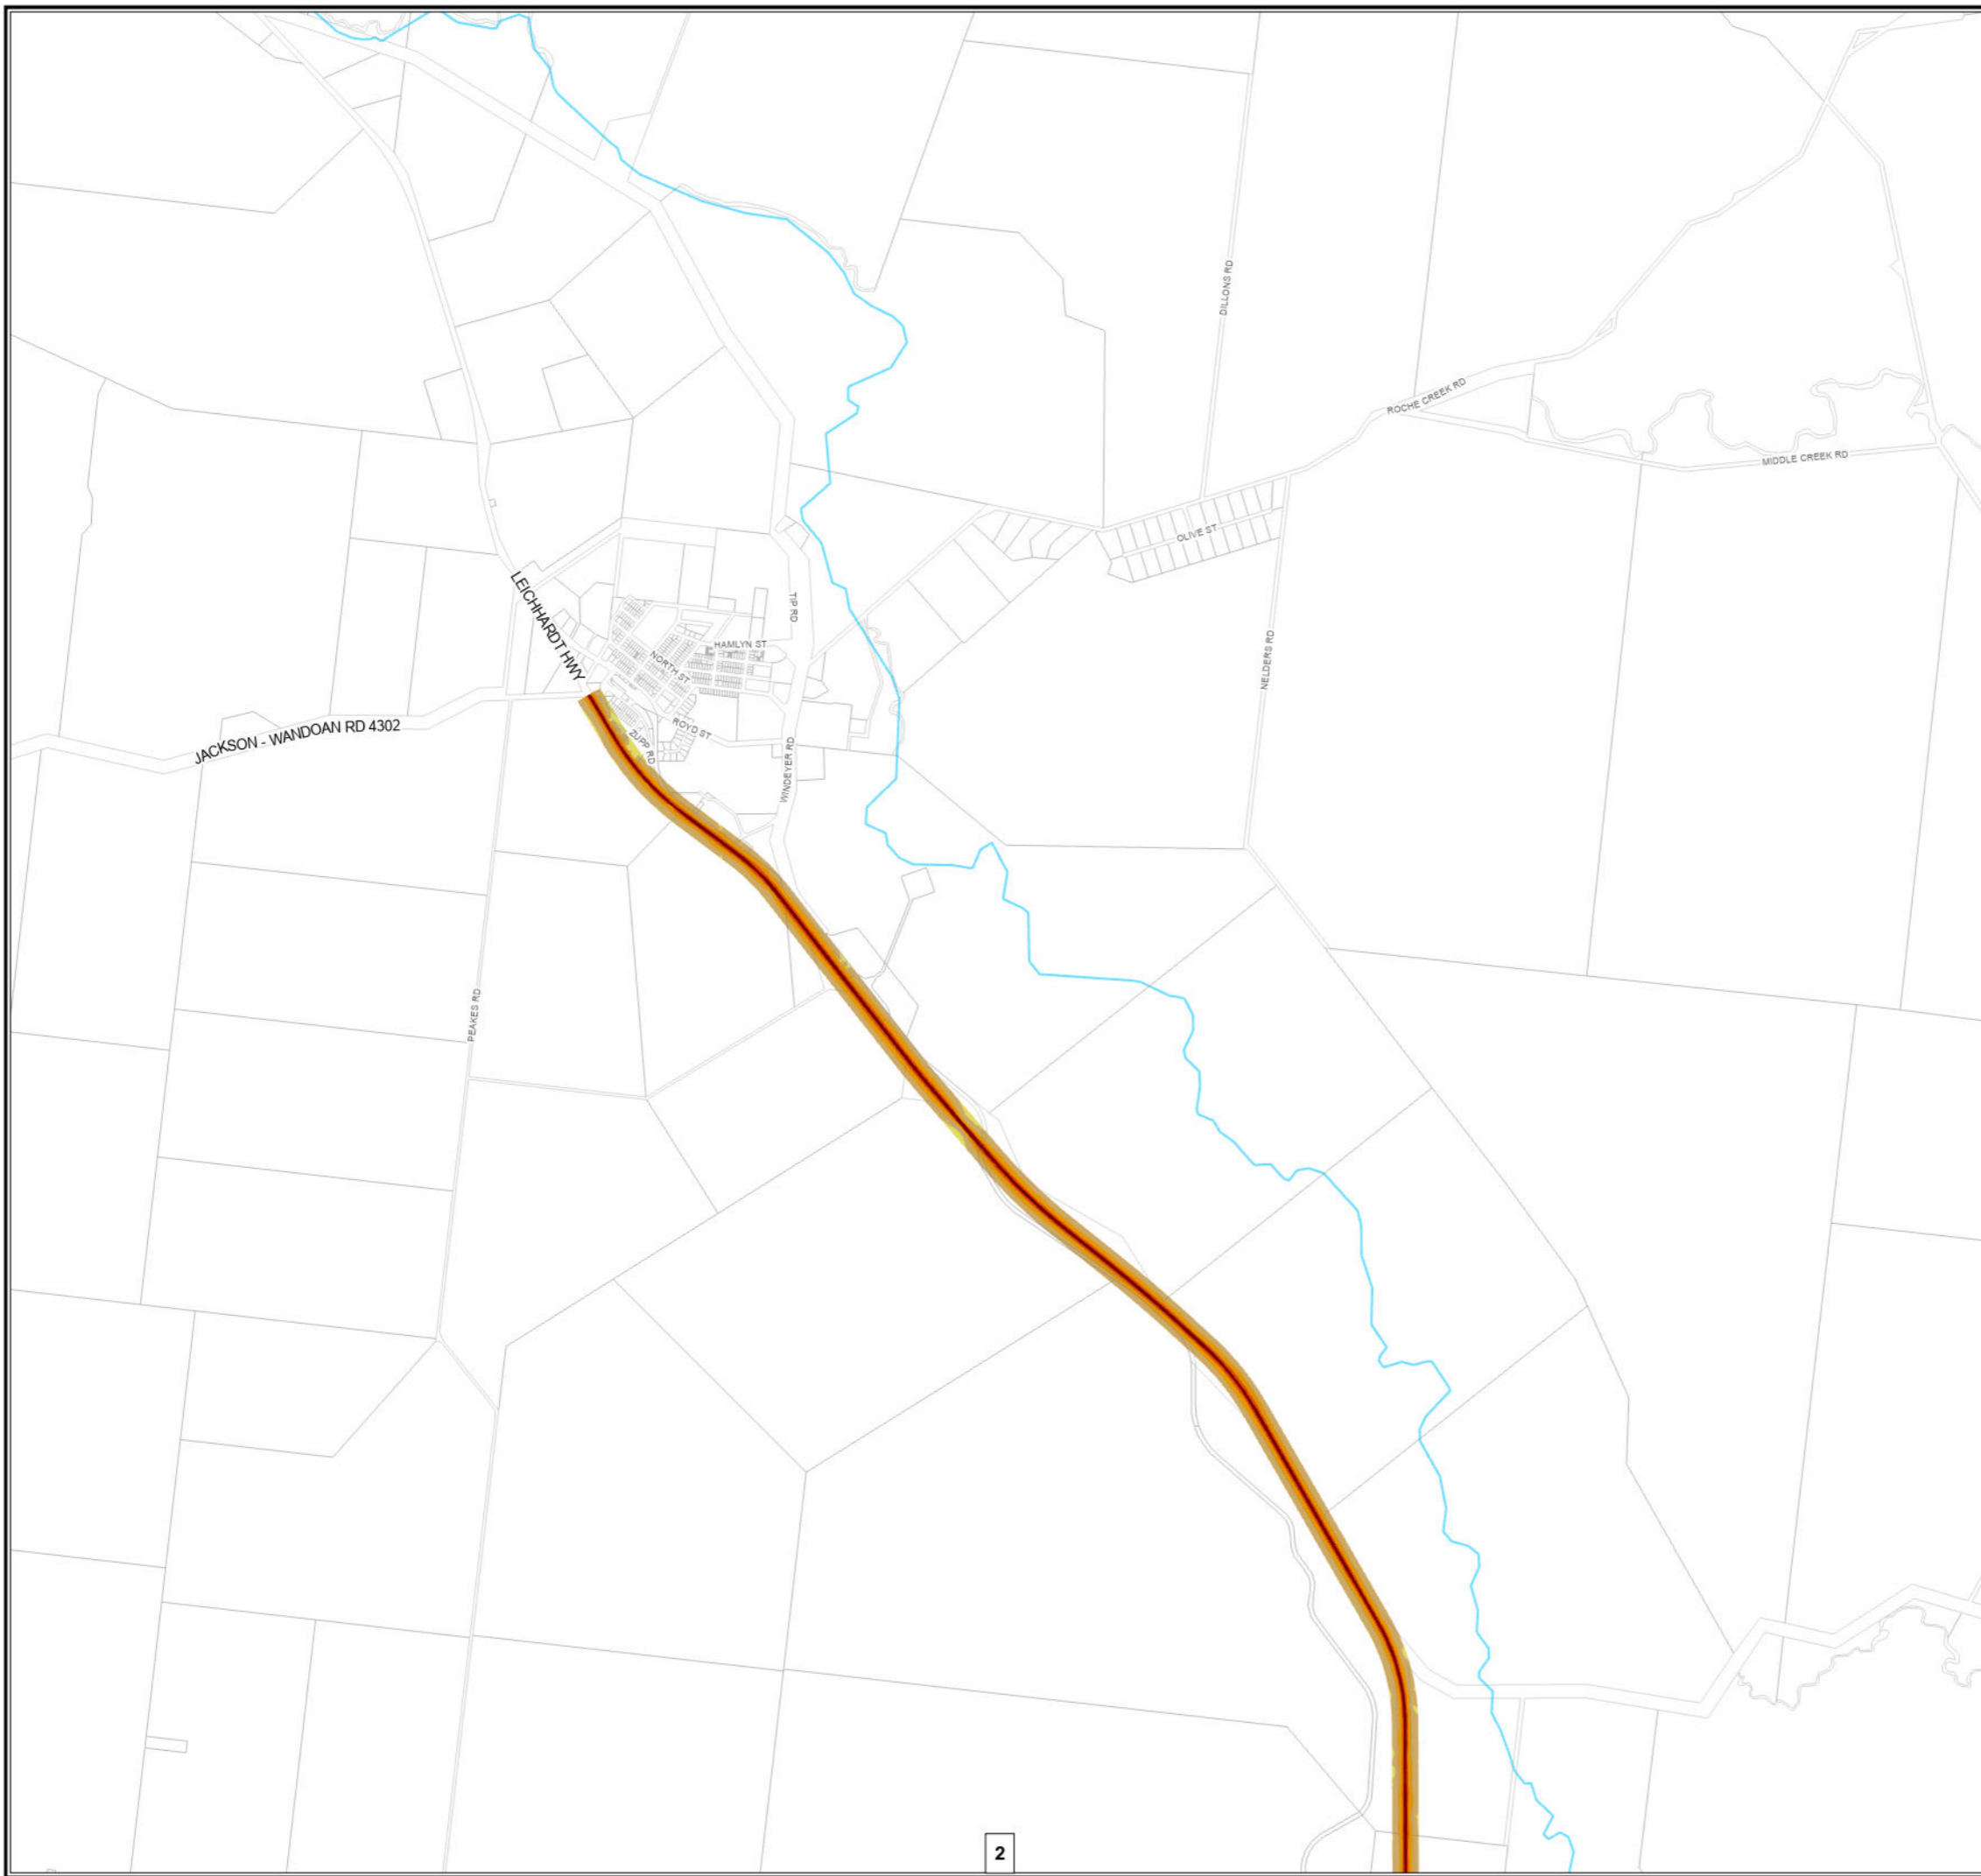 DILLONS RD
ROCHE CREEK RD
MIDDLE CREEK RD
OLIVE ST
LEICHHARDT HWY
TIP RD
HAMLYN ST
NORTH ST
NELDERS RD
JACKSON - WANDOAN RD 4302
ROYD ST
ZUPP RD
WINDEYER RD
PEAKES RD
2